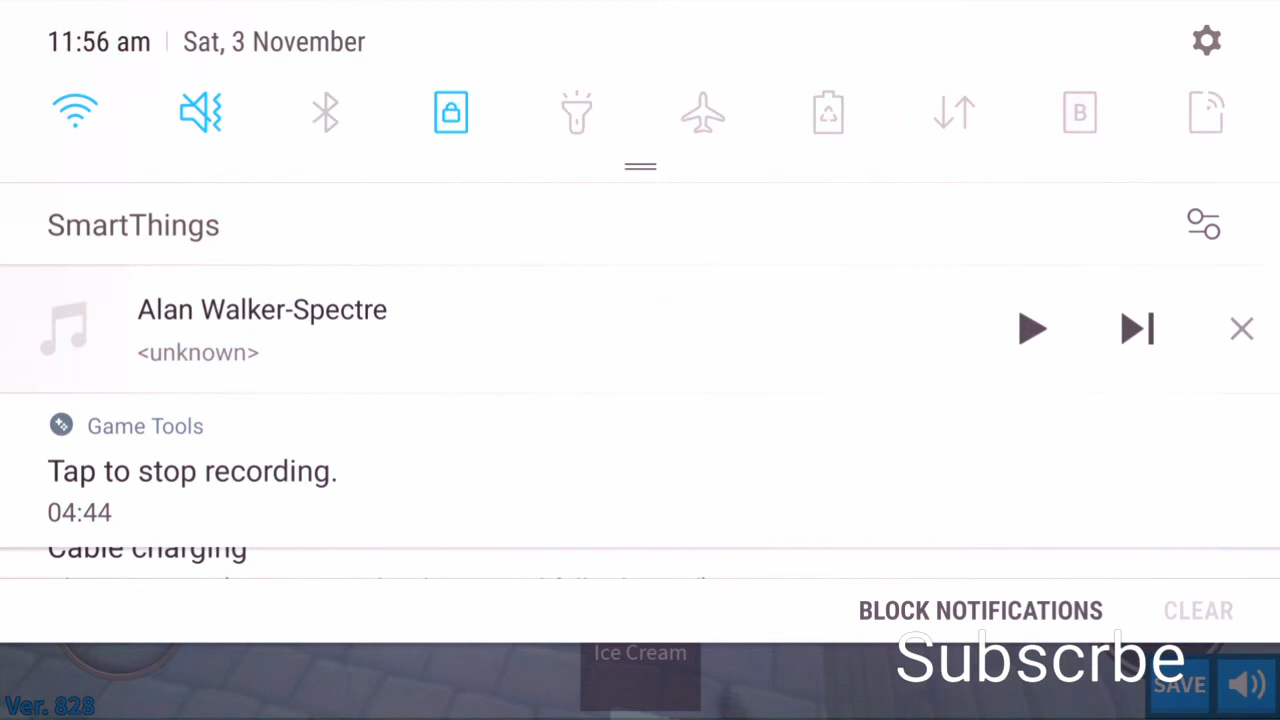 11:56 am | Sat, 3 November
B
SmartThings
Alan Walker-Spectre
<unknown>
Game Tools
Tap to stop recording.
04:44
Cable charging
BLOCK NOTIFICATIONS CLEAR
Subscrbe
Ice Cream
SAVE
Ver. 828